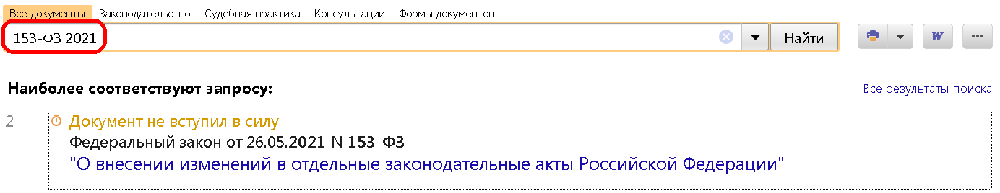 Все документы Законодательство Судебная практика Консультации Формы документов
153-ФЗ 2021 Найти W ...
Наиболее соответствуют запросу: Все результаты поиска
2 Документ не вступил в силу
Федеральный закон от 26.05.2021 N 153-ФЗ
"О внесении изменений в отдельные законодательные акты Российской Федерации"